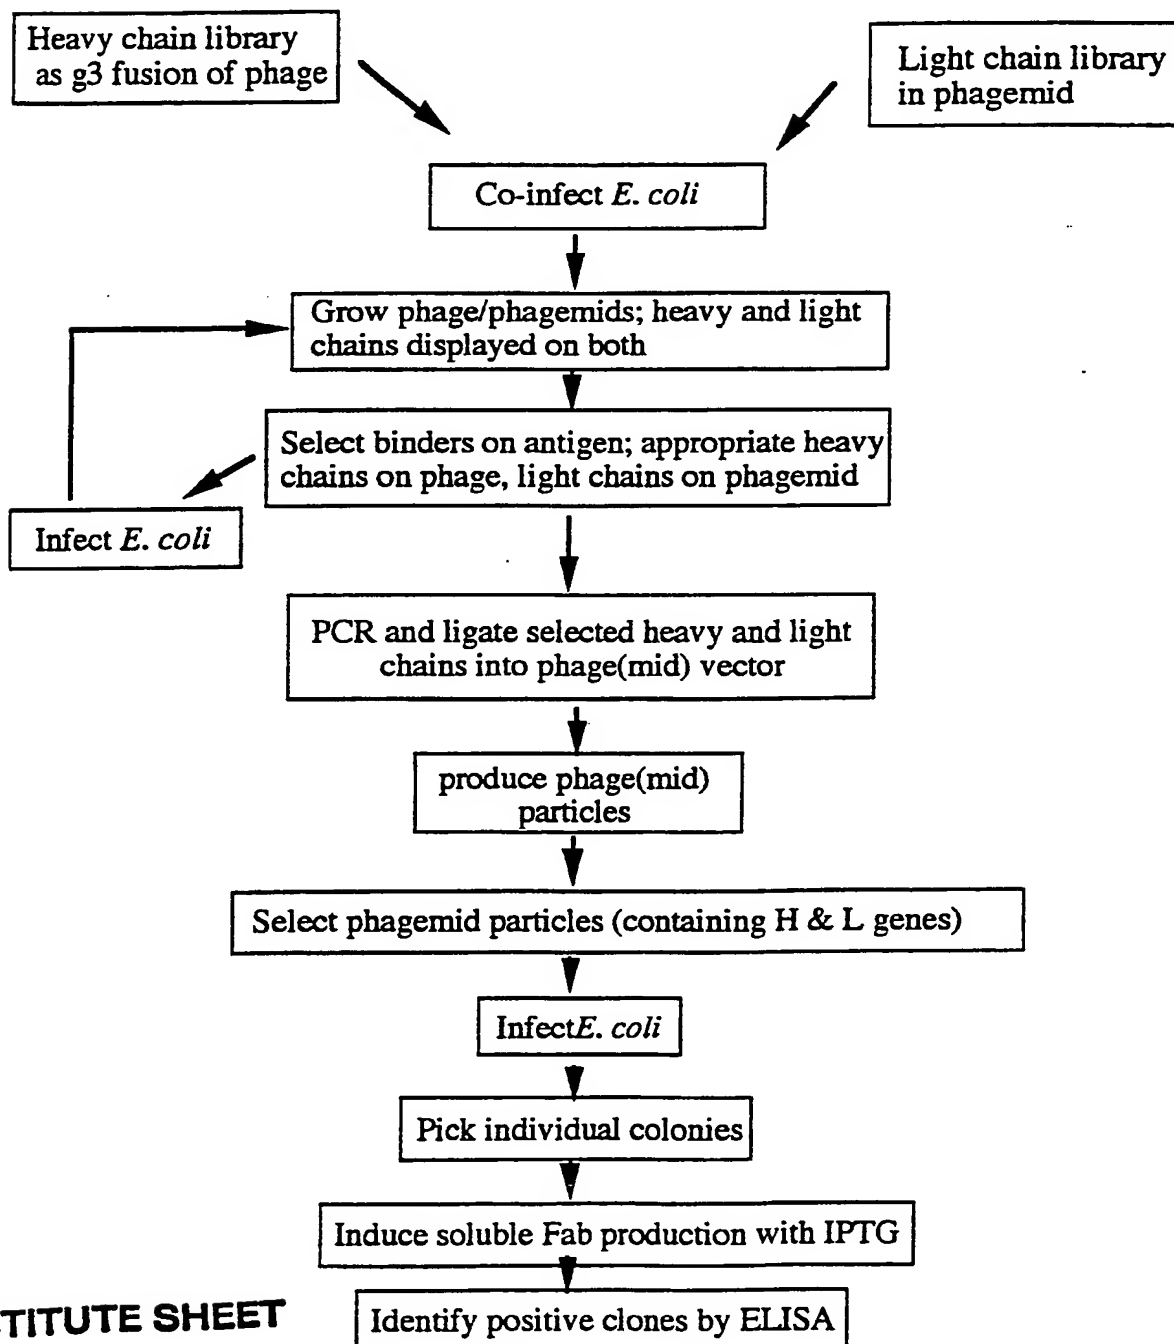 Heavy chain library
as g3 fusion of phage
Light chain library
in phagemid
Co-infect E. coli
Grow phage/phagemids; heavy and light
chains displayed on both
Select binders on antigen; appropriate heavy
chains on phage, light chains on phagemid
Infect E. coli
PCR and ligate selected heavy and light
chains into phage(mid) vector
produce phage(mid)
particles
Select phagemid particles (containing H & L genes)
InfectE. coli
Pick individual colonies
Induce soluble Fab production with IPTG
Identify positive clones by ELISA
TITUTE SHEET